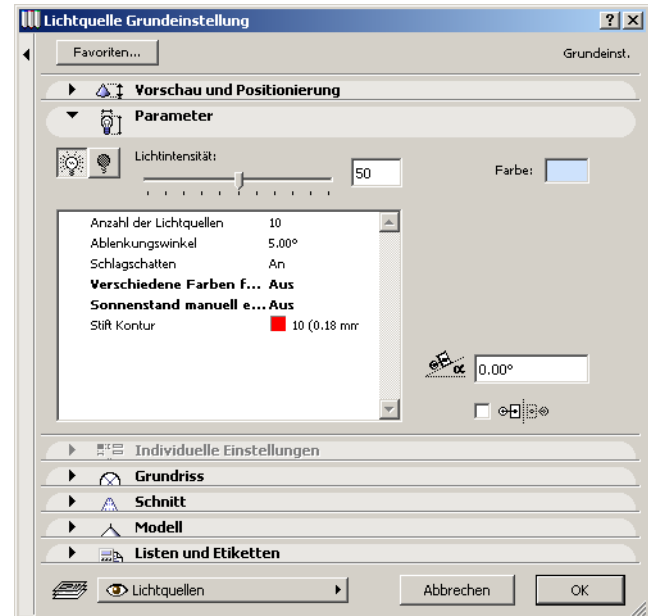 Lichtquelle Grundeinstellung
Favoriten...
Grundeinst.
Vorschau und Positionierung
Parameter
Lichtintensität:
50
Farbe:
Anzahl der Lichtquellen 10
Ablenkungswinkel 5.00°
Schlagschatten An
Verschiedene Farben f... Aus
Sonnenstand manuell e... Aus
Stift Kontur 10 (0.18 mm
α 0.00°
Individuelle Einstellungen
Grundriss
Schnitt
Modell
Listen und Etiketten
Lichtquellen
Abbrechen
OK